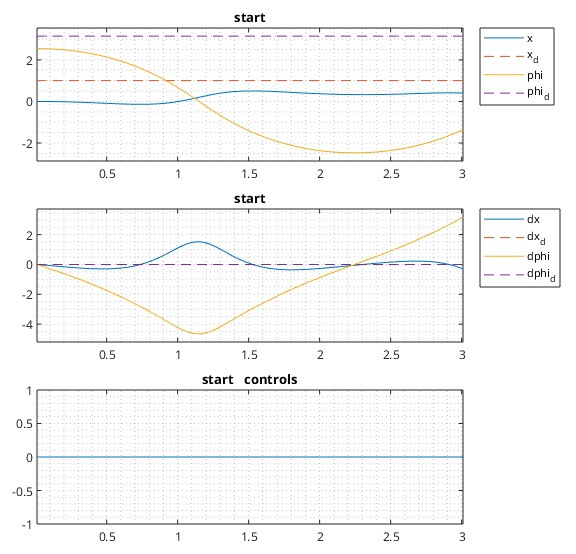 start
2
0
-2
0.5 1 1.5 2 2.5 3
x
x_d
phi
phi_d
start
2
0
-2
-4
0.5 1 1.5 2 2.5 3
dx
dx_d
dphi
dphi_d
start controls
1
0.5
0
-0.5
-1
0.5 1 1.5 2 2.5 3